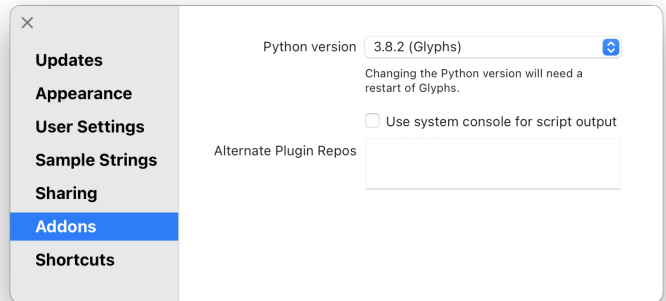 Updates
Appearance
User Settings
Sample Strings
Sharing
Addons
Shortcuts
Python version 3.8.2 (Glyphs)
Changing the Python version will need a
restart of Glyphs.
Use system console for script output
Alternate Plugin Repos